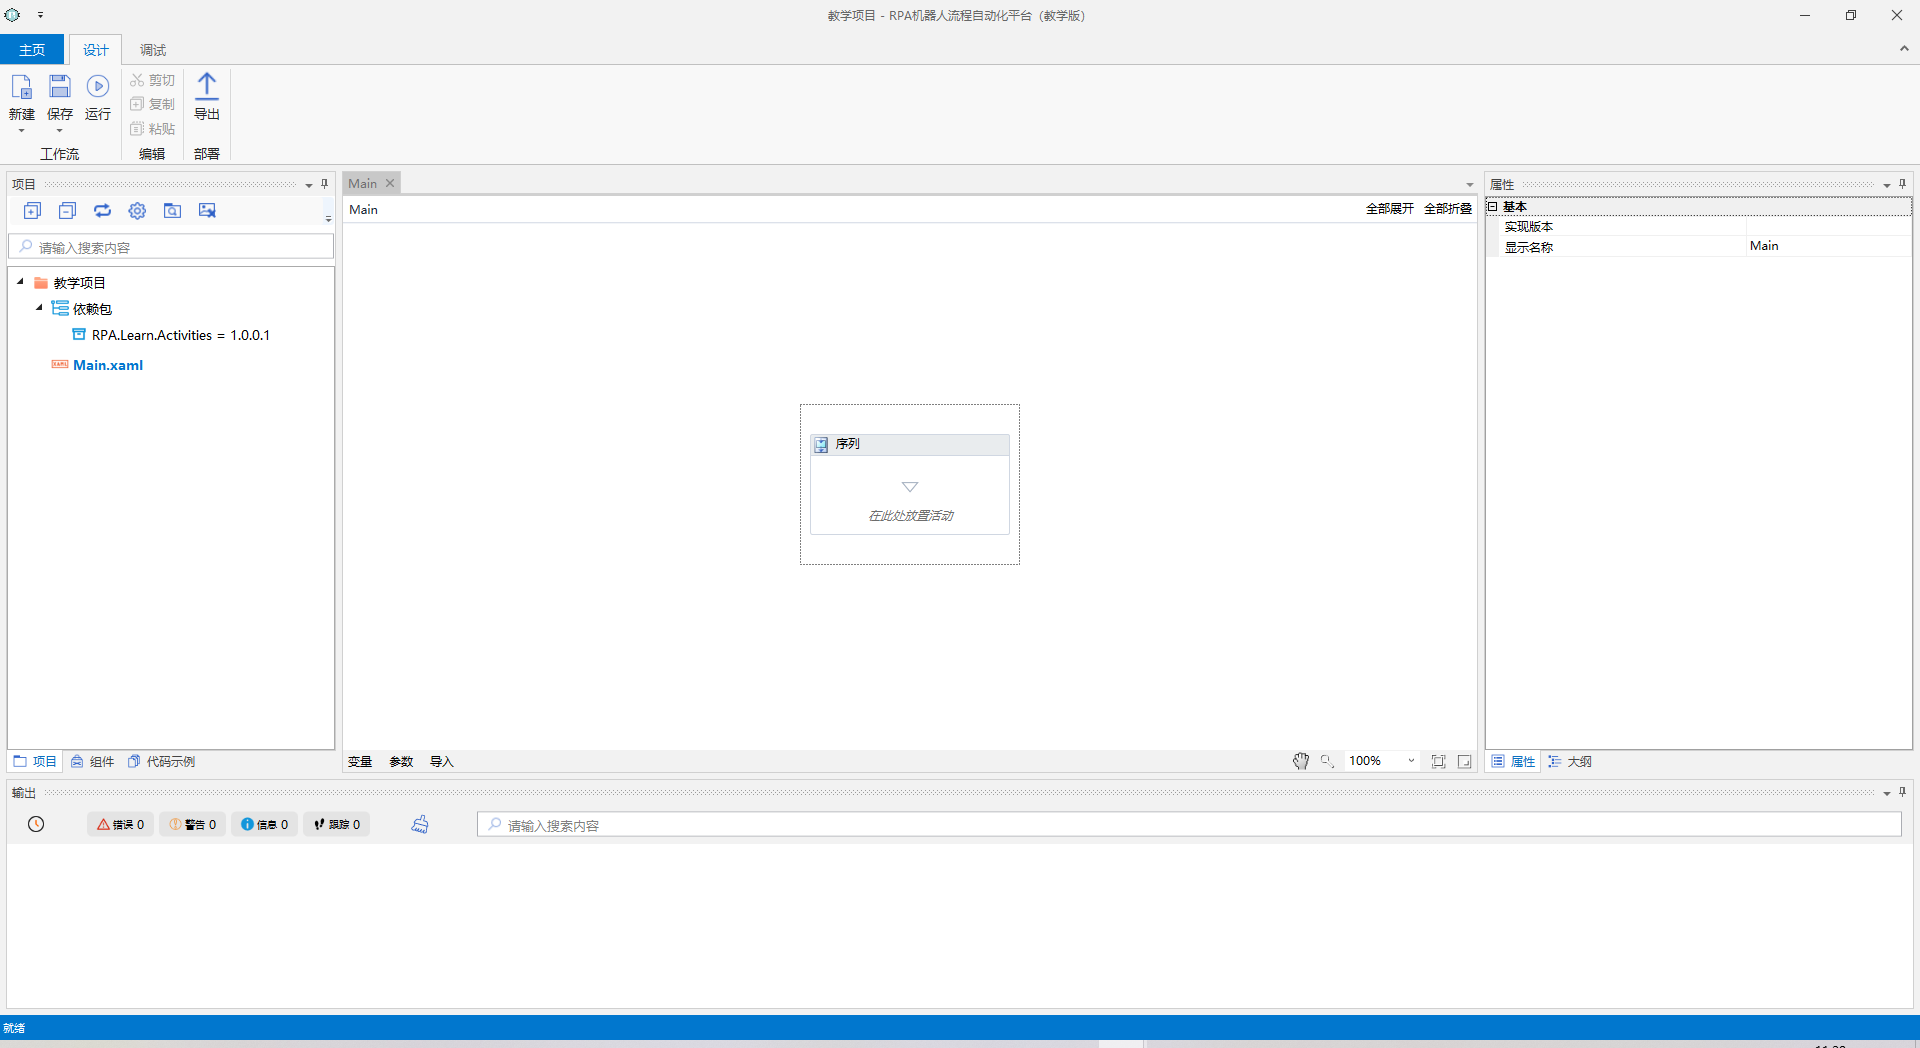 教学项目 - RPA机器人流程自动化平台（教学版）
主页
设计
调试
新建
保存
运行
工作流
剪切
复制
粘贴
编辑
导出
部署
项目
请输入搜索内容
教学项目
依赖包
RPA.Learn.Activities = 1.0.0.1
XAML Main.xaml
项目 组件 代码示例
Main
Main
全部展开 全部折叠
序列
在此处放置活动
变量 参数 导入
100%
属性
基本
实现版本
显示名称 Main
属性 大纲
输出
错误 0
警告 0
信息 0
跟踪 0
请输入搜索内容
就绪